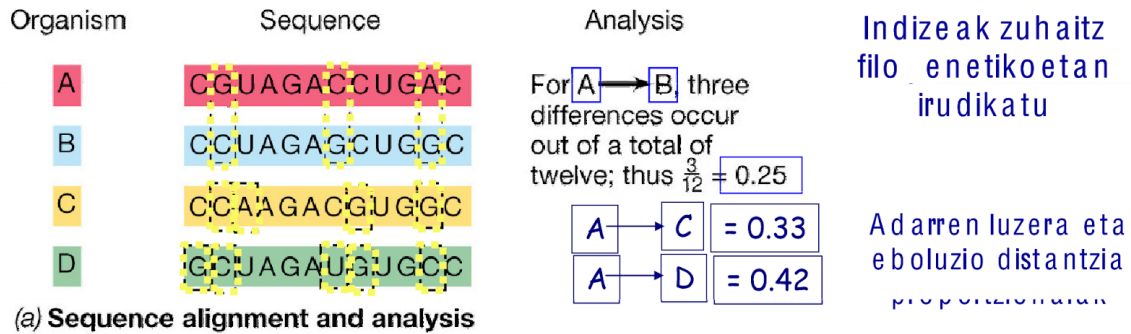 Organism
Sequence
Analysis
A
CGUAGACCUGAC
B
CCUAGAGCUGGC
C
CCAAGACGUGGC
D
GCUAGAUGUGCC
(a) Sequence alignment and analysis
For A → B, three
differences occur
out of a total of
twelve; thus 3/12 = 0.25
A → C = 0.33
A → D = 0.42
Indizeak zuhaitz
filo enetikoetan
irudikatu
Adarren luzera eta
eboluzio distantzia